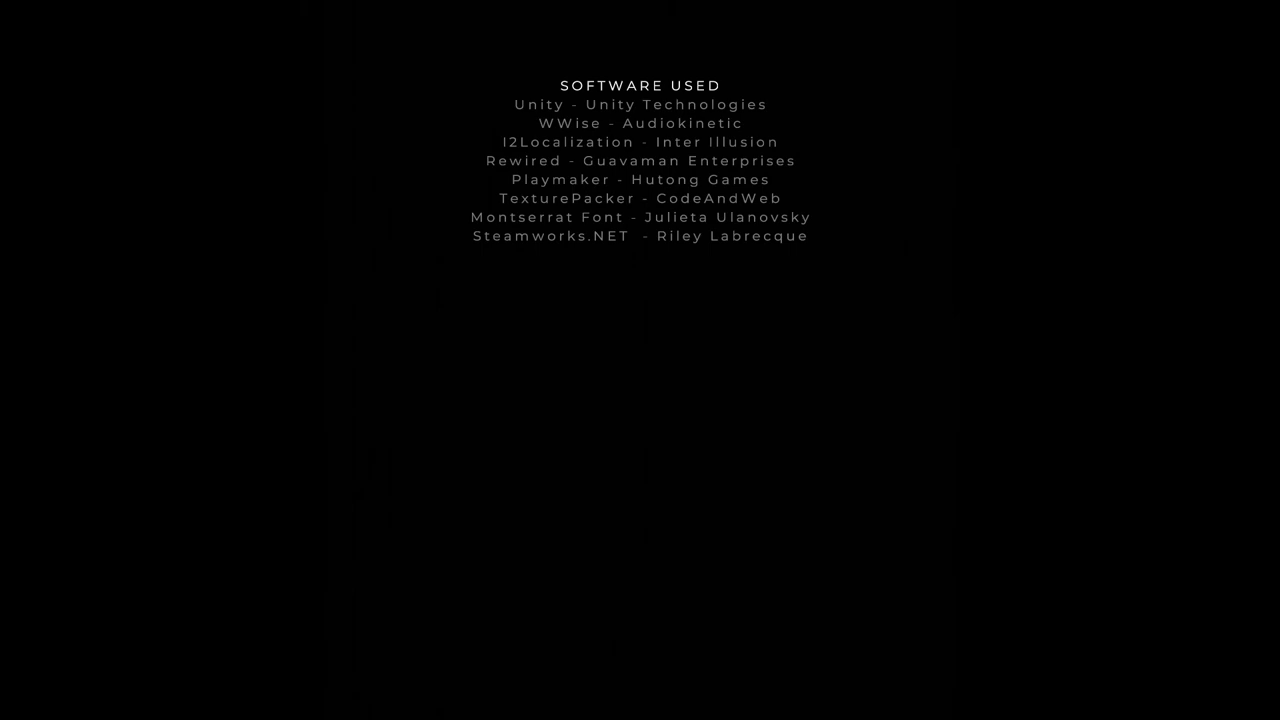 SOFTWARE USED
Unity - Unity Technologies
WWise - Audiokinetic
I2Localization - Inter Illusion
Rewired - Guavaman Enterprises
Playmaker - Hutong Games
TexturePacker - CodeAndWeb
Montserrat Font - Julieta Ulanovsky
Steamworks.NET - Riley Labrecque